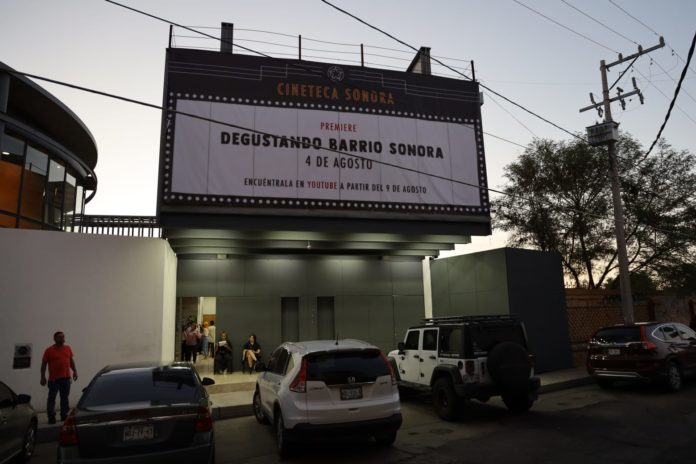 CINETECA SONORA
PREMIERE
DEGUSTANDO BARRIO SONORA
4 DE AGOSTO
ENCUÉNTRALA EN YOUTUBE A PARTIR DEL 9 DE AGOSTO